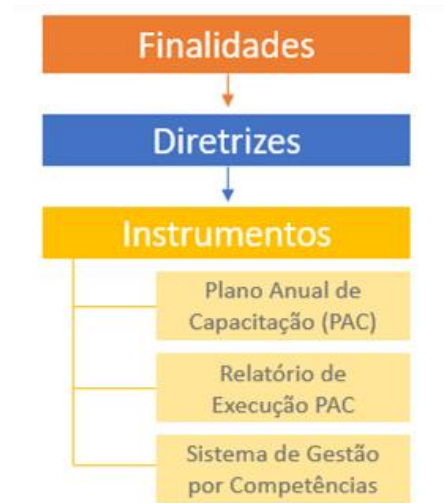 Finalidades
Diretrizes
Instrumentos
Plano Anual de
Capacitação (PAC)
Relatório de
Execução PAC
Sistema de Gestão
por Competências